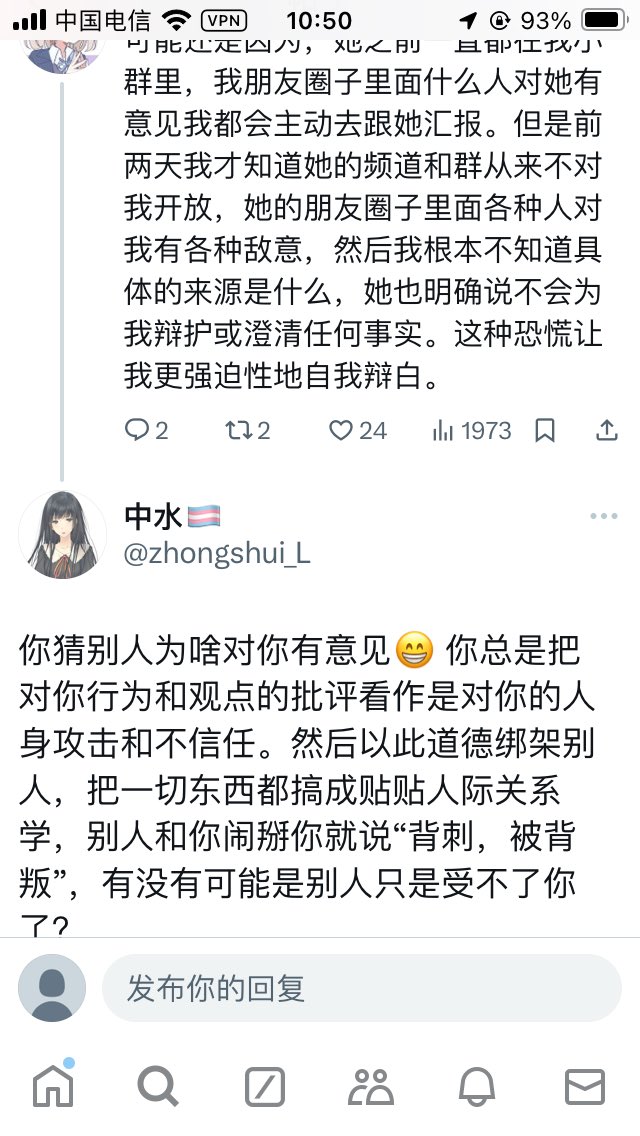 中国电信 VPN 10:50 93%
可能还是因为，她之前一直都在我小
群里，我朋友圈子里面什么人对她有
意见我都会主动去跟她汇报。但是前
两天我才知道她的频道和群从来不对
我开放，她的朋友圈子里面各种人对
我有各种敌意，然后我根本不知道具
体的来源是什么，她也明确说不会为
我辩护或澄清任何事实。这种恐慌让
我更强迫性地自我辩白。
2 2 24 1973
中水🏳️‍⚧️
@zhongshui_L
你猜别人为啥对你有意见😁 你总是把
对你行为和观点的批评看作是对你的人
身攻击和不信任。然后以此道德绑架别
人，把一切东西都搞成贴贴人际关系
学，别人和你闹掰你就说“背刺，被背
叛”，有没有可能是别人只是受不了你
了？
发布你的回复